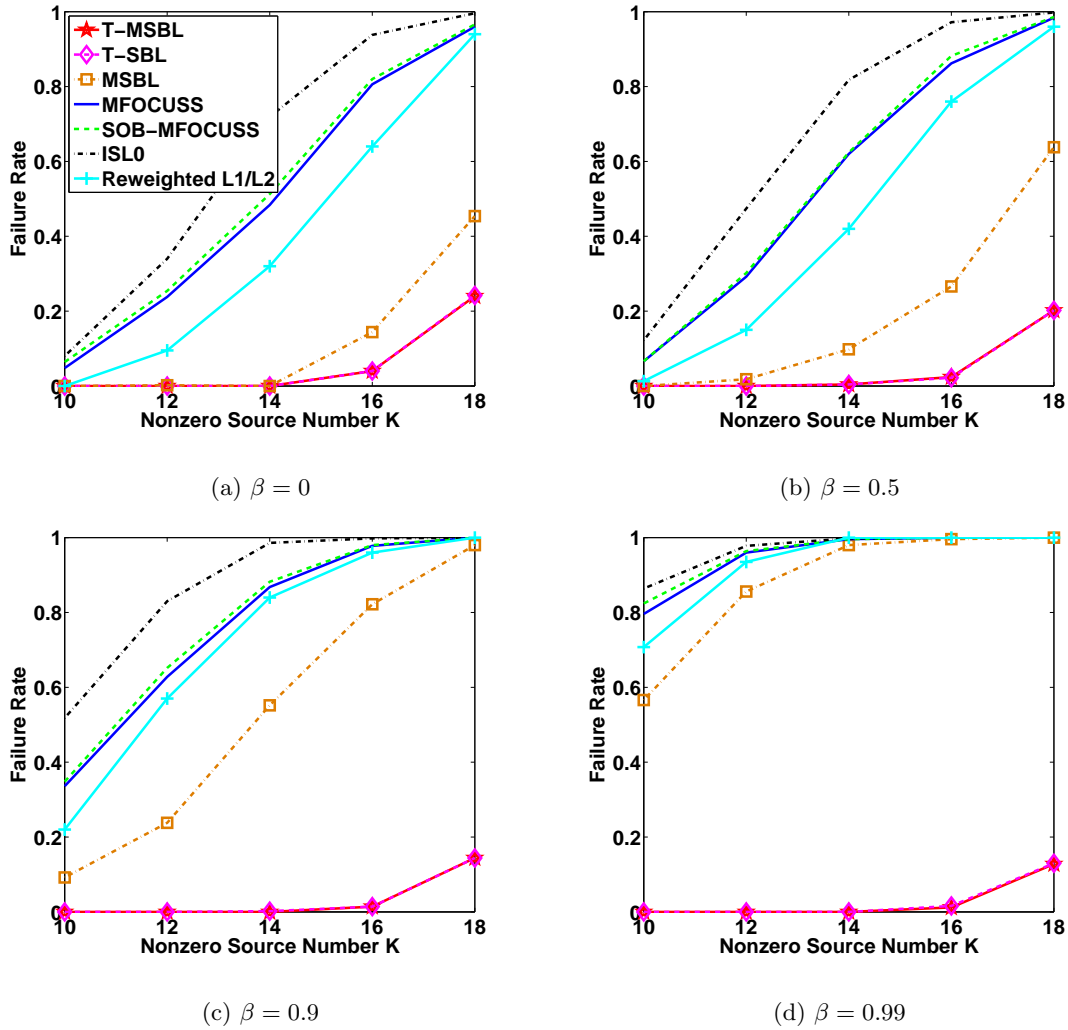 T-MSBL
T-SBL
MSBL
MFOCUSS
SOB-MFOCUSS
ISL0
Reweighted L1/L2
1
0.8
0.6
0.4
0.2
0
Failure Rate
10 12 14 16 18
Nonzero Source Number K
(a) β = 0
1
0.8
0.6
0.4
0.2
0
Failure Rate
10 12 14 16 18
Nonzero Source Number K
(b) β = 0.5
1
0.8
0.6
0.4
0.2
0
Failure Rate
10 12 14 16 18
Nonzero Source Number K
(c) β = 0.9
1
0.8
0.6
0.4
0.2
0
Failure Rate
10 12 14 16 18
Nonzero Source Number K
(d) β = 0.99